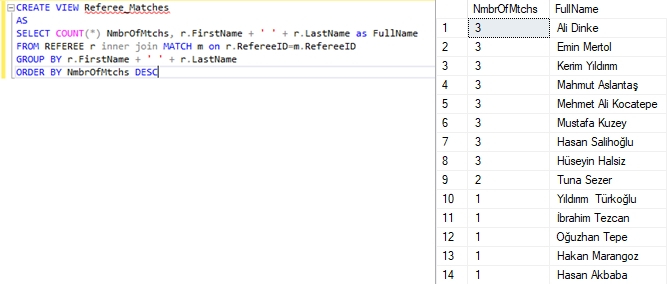 CREATE VIEW Referee_Matches
AS
SELECT COUNT(*) NmbrOfMtchs, r.FirstName + ' ' + r.LastName as FullName
FROM REFEREE r inner join MATCH m on r.RefereeID=m.RefereeID
GROUP BY r.FirstName + ' ' + r.LastName
ORDER BY NmbrOfMtchs DESC
NmbrOfMtchs FullName
1 3 Ali Dinke
2 3 Emin Mertol
3 3 Kerim Yıldırım
4 3 Mahmut Aslantaş
5 3 Mehmet Ali Kocatepe
6 3 Mustafa Kuzey
7 3 Hasan Salihoğlu
8 3 Hüseyin Halsiz
9 2 Tuna Sezer
10 1 Yıldırım Türkoğlu
11 1 İbrahim Tezcan
12 1 Oğuzhan Tepe
13 1 Hakan Marangoz
14 1 Hasan Akbaba